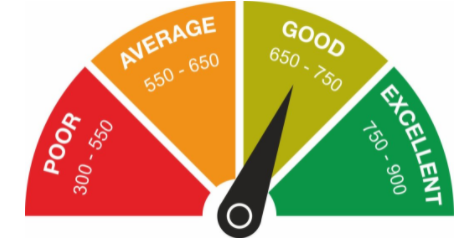 POOR
300 - 550
AVERAGE
550 - 650
GOOD
650 - 750
EXCELLENT
750 - 900